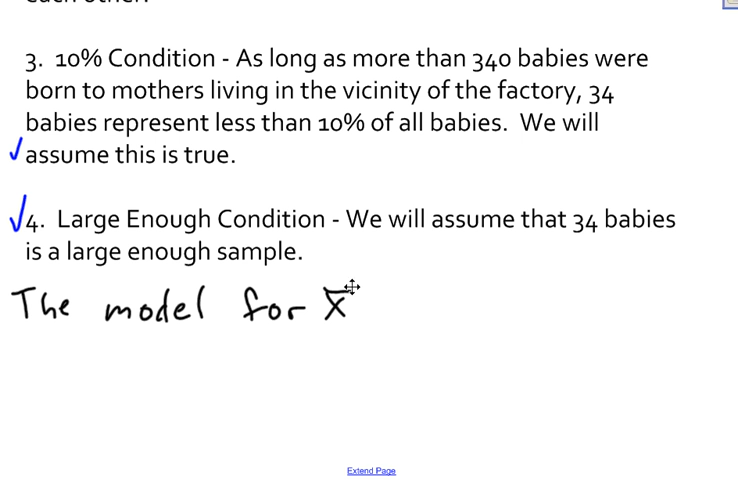 3. 10% Condition - As long as more than 340 babies were
born to mothers living in the vicinity of the factory, 34
babies represent less than 10% of all babies. We will
✓assume this is true.
✓4. Large Enough Condition - We will assume that 34 babies
is a large enough sample.
The model for x̄
Extend Page